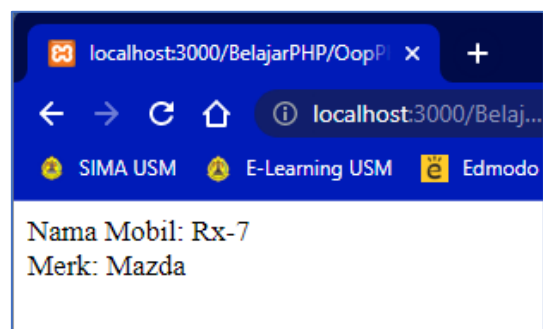 localhost:3000/BelajarPHP/OopP
localhost:3000/Belaj...
SIMA USM E-Learning USM Edmodo
Nama Mobil: Rx-7
Merk: Mazda